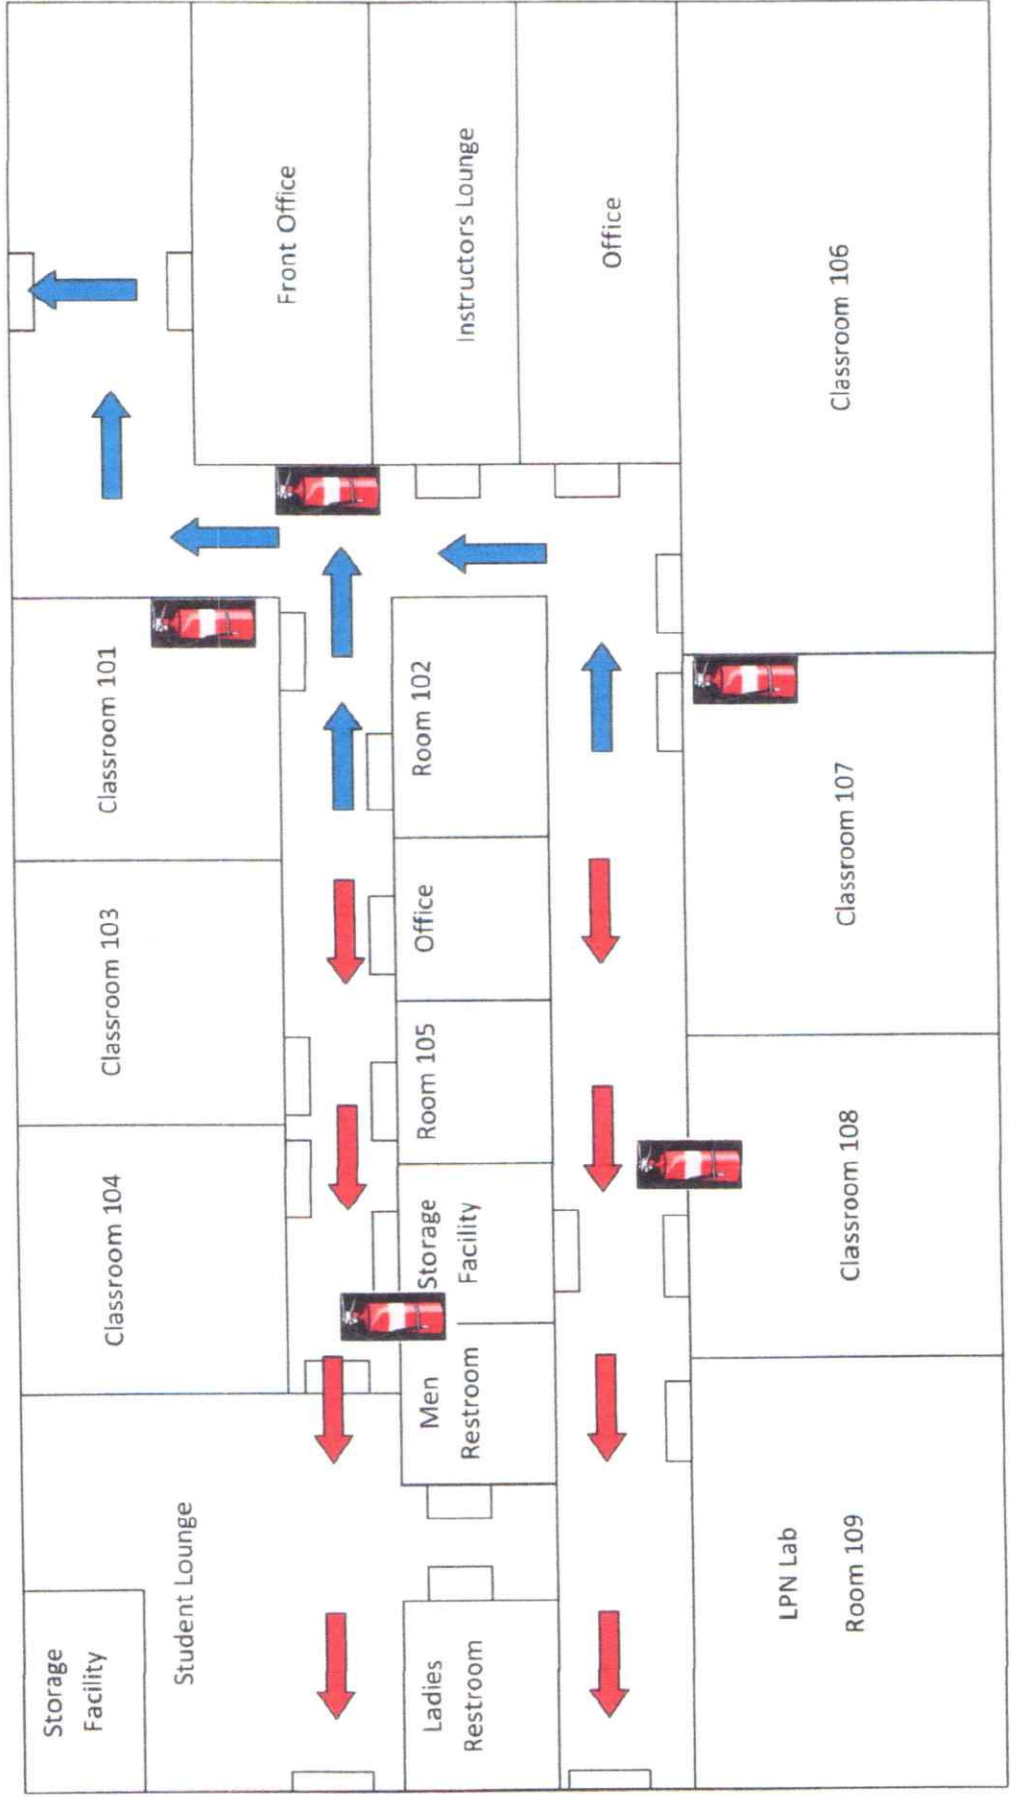 Storage
Facility
Student Lounge
Classroom 104
Classroom 103
Classroom 101
Ladies
Restroom
Men
Restroom
Storage
Facility
Room 105
Office
Room 102
Front Office
Instructors Lounge
Office
LPN Lab
Room 109
Classroom 108
Classroom 107
Classroom 106